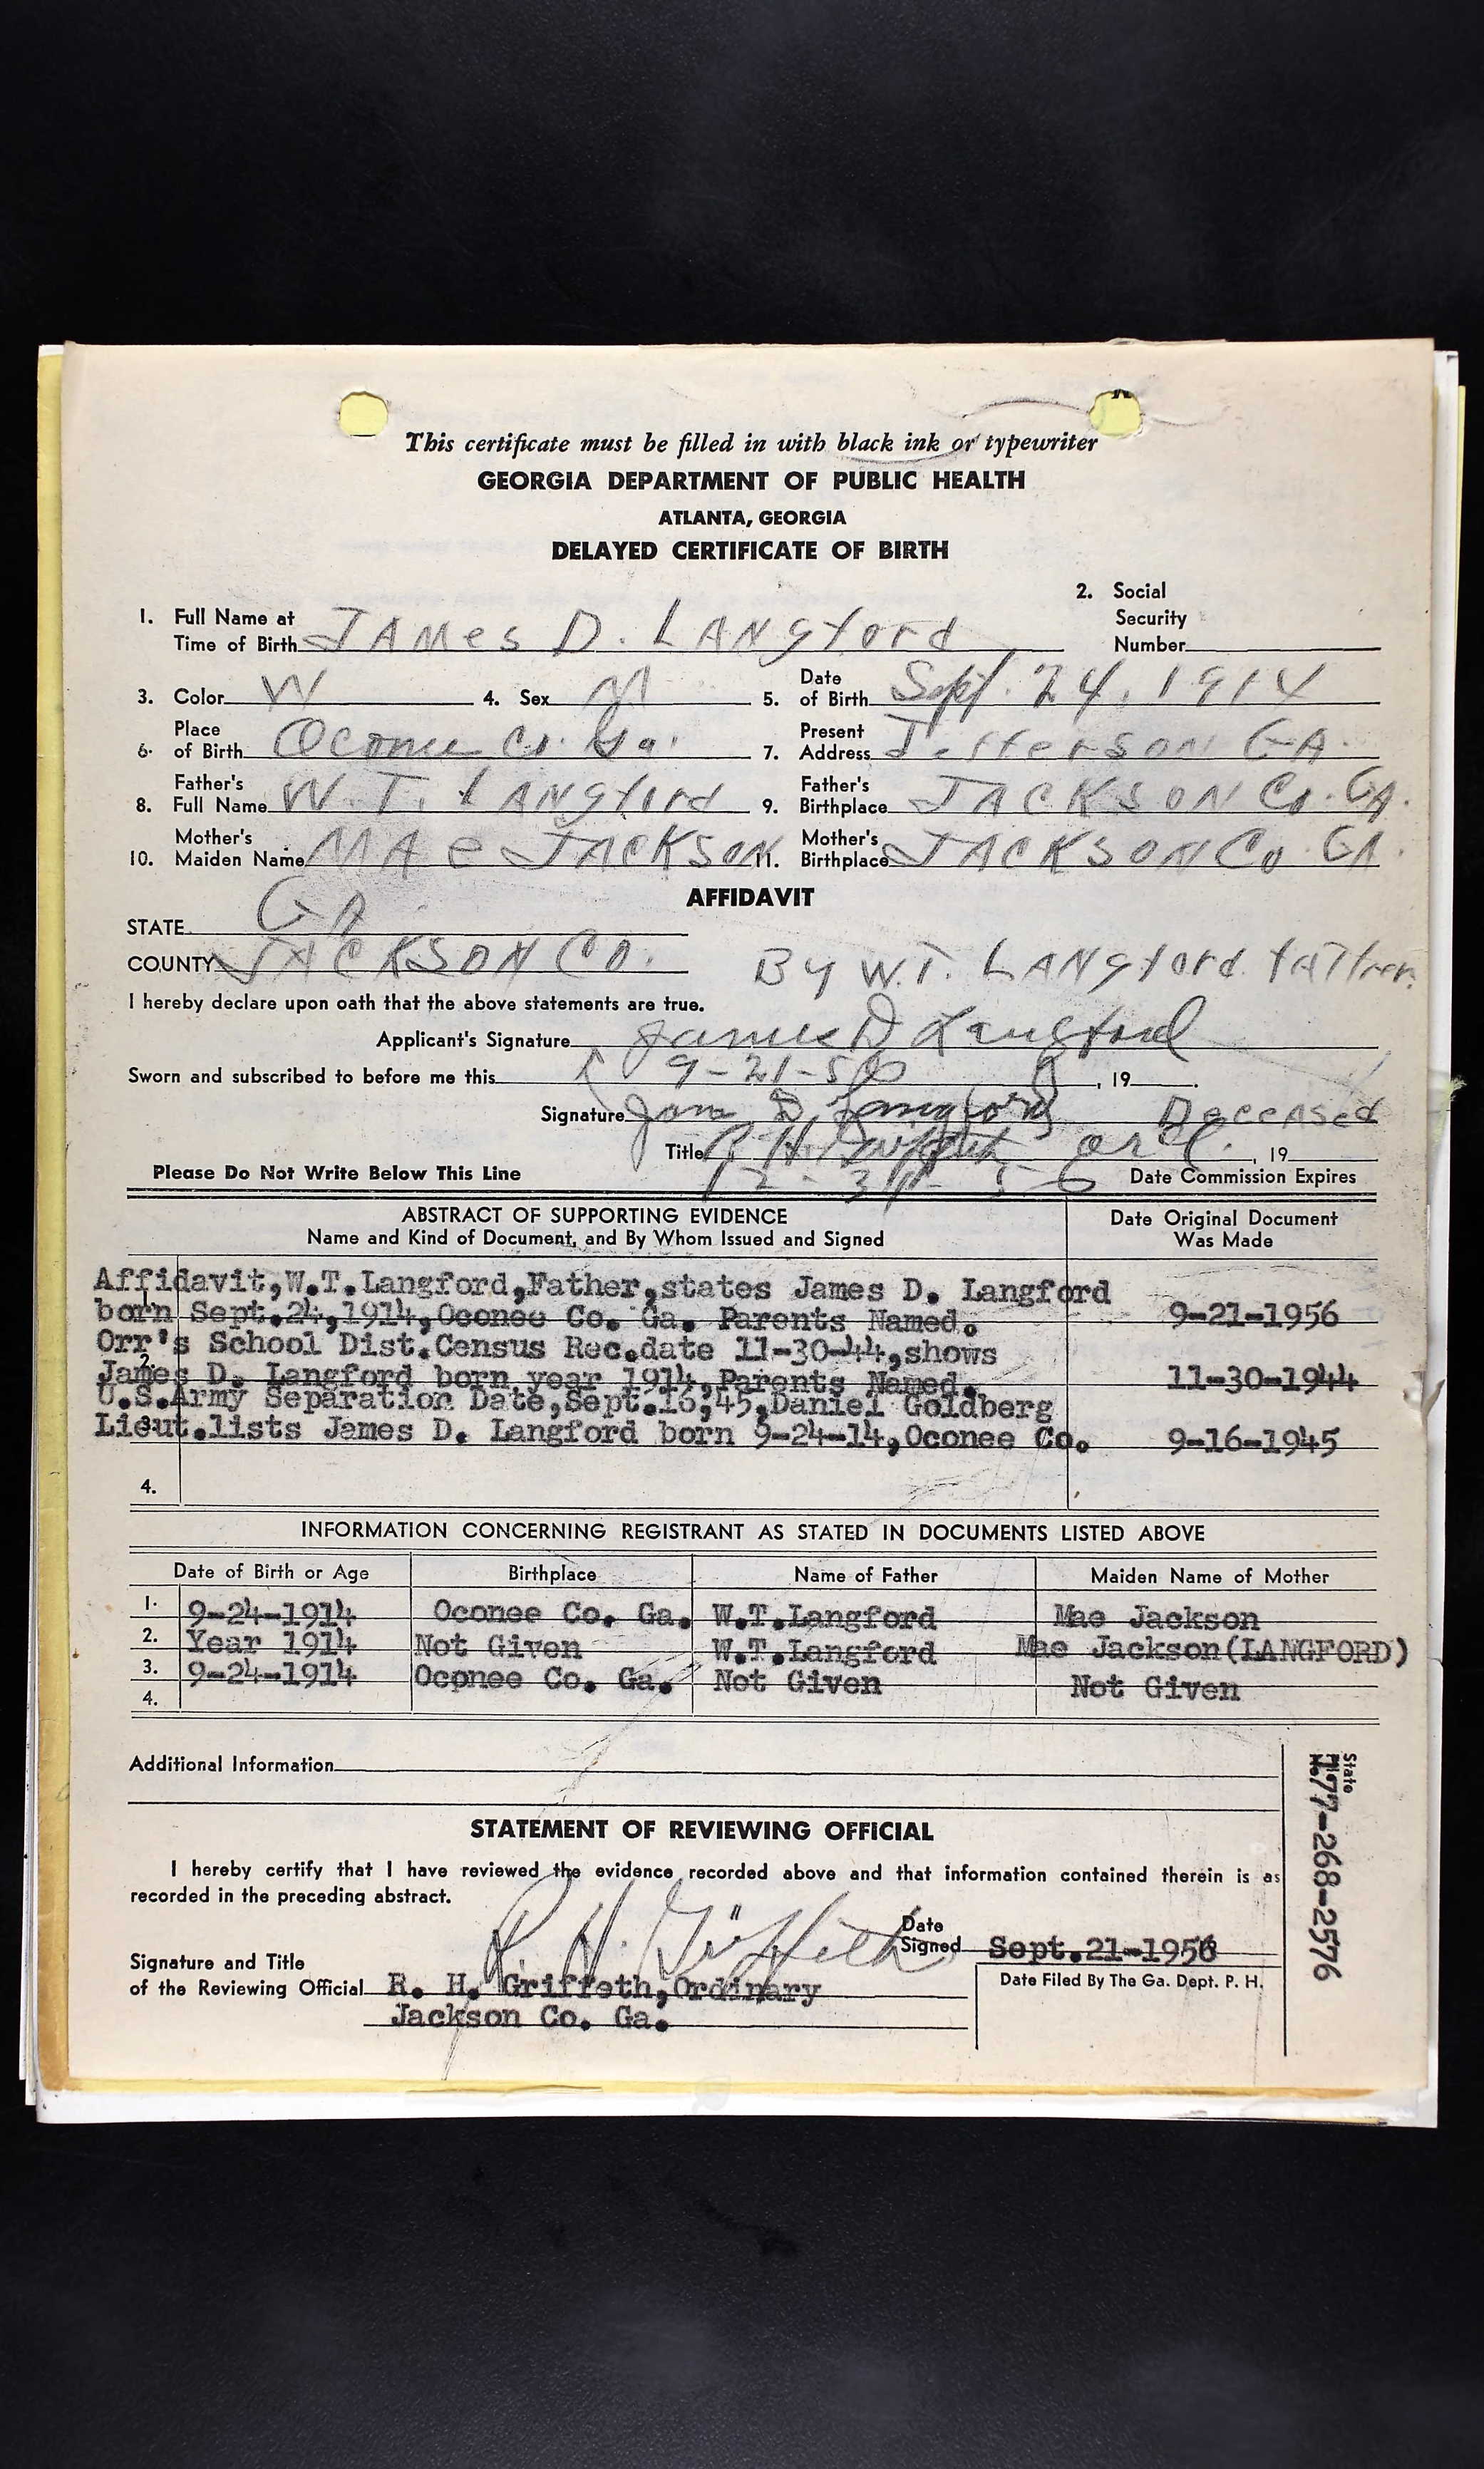 This certificate must be filled in with black ink or typewriter
GEORGIA DEPARTMENT OF PUBLIC HEALTH
ATLANTA, GEORGIA
DELAYED CERTIFICATE OF BIRTH
1. Full Name at Time of Birth JAMes D. LANgford 2. Social Security Number
3. Color W 4. Sex M 5. Date of Birth Sept. 24, 1914
6. Place of Birth Oconee Co. Ga. 7. Present Address Jefferson GA.
8. Father's Full Name W.T. LANgford 9. Father's Birthplace JACKSON Co. GA.
10. Mother's Maiden Name MAe JACKSON 11. Mother's Birthplace JACKSON Co. GA.
AFFIDAVIT
STATE GA.
COUNTY JACKSON CO. By W.T. LANgford father.
I hereby declare upon oath that the above statements are true.
Applicant's Signature James D Langford
Sworn and subscribed to before me this 9-21-56, 19 .
Signature D. Langford Deceased
Title R. H. Griffeth ord. , 19
Please Do Not Write Below This Line 12-31-56 Date Commission Expires
ABSTRACT OF SUPPORTING EVIDENCE Date Original Document
Name and Kind of Document, and By Whom Issued and Signed Was Made
Affidavit,W.T.Langford,Father,states James D. Langford
1. born Sept.24,1914,Oconee Co. Ga. Parents Named. 9-21-1956
Orr's School Dist.Census Rec.date 11-30-44,shows
2. James D. Langford born year 1914,Parents Named. 11-30-1944
U.S.Army Separation Date,Sept.16,45,Daniel Goldberg
3. Lieut.lists James D. Langford born 9-24-14,Oconee Co. 9-16-1945
4.
INFORMATION CONCERNING REGISTRANT AS STATED IN DOCUMENTS LISTED ABOVE
Date of Birth or Age Birthplace Name of Father Maiden Name of Mother
1. 9-24-1914 Oconee Co. Ga. W.T.Langford Mae Jackson
2. Year 1914 Not Given W.T.Langford Mae Jackson(LANGFORD)
3. 9-24-1914 Oconee Co. Ga. Not Given Not Given
4.
Additional Information
STATEMENT OF REVIEWING OFFICIAL
I hereby certify that I have reviewed the evidence recorded above and that information contained therein is as
recorded in the preceding abstract.
R. H. Griffeth
Signature and Title Date Signed Sept.21-1956
of the Reviewing Official R. H. Griffeth,Ordinary Date Filed By The Ga. Dept. P. H.
Jackson Co. Ga.
State
177-268-2576